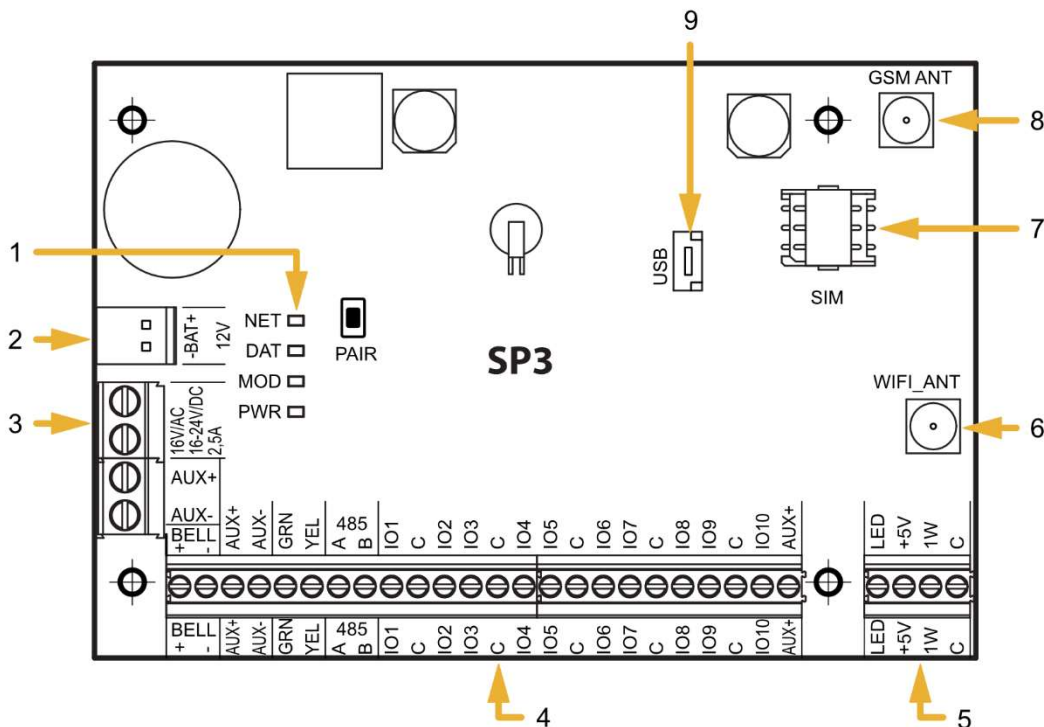 9
GSM ANT
8
1
7
USB
SIM
2
-BAT+
12V
NET
DAT
MOD
PWR
PAIR
SP3
WIFI_ANT
3
16V/AC
16-24V/DC
2,5A
6
AUX+
AUX-
BELL
+ -
AUX+ AUX- GRN YEL
485
A B
IO1 C IO2 IO3 C IO4 IO5 C IO6 IO7 C IO8 IO9 C IO10 AUX+
LED +5V 1W C
BELL
+ -
AUX+ AUX- GRN YEL
485
A B
IO1 C IO2 IO3 C IO4 IO5 C IO6 IO7 C IO8 IO9 C IO10 AUX+
LED +5V 1W C
4
5